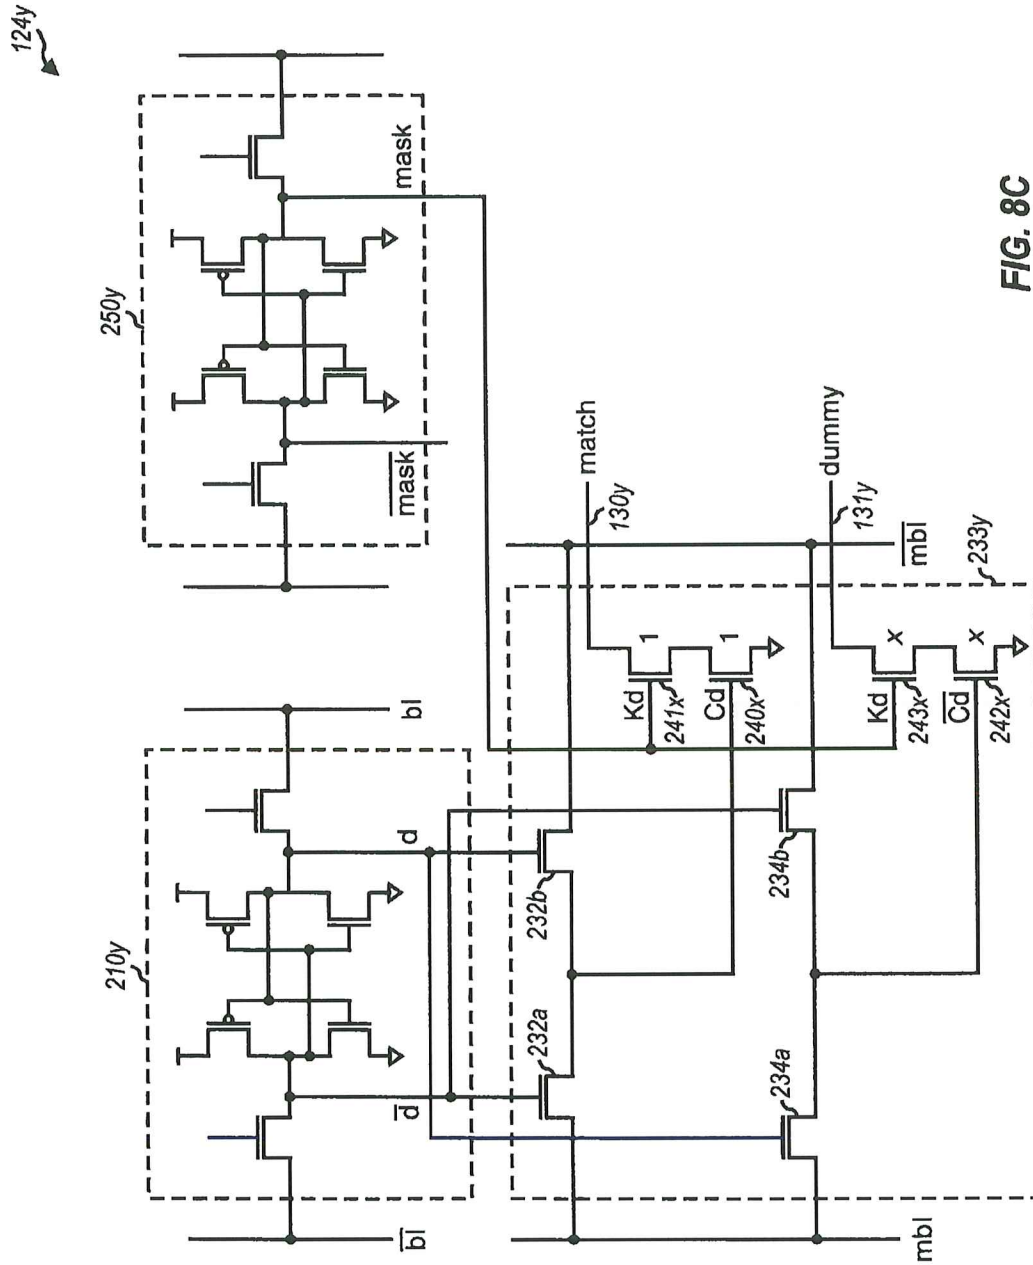 124y
250y
mask
mask
210y
bl
bl
d
d
match
130y
dummy
131y
mbl
mbl
233y
232a
232b
234a
234b
Kd
241x
1
Cd
240x
1
Kd
243x
x
Cd
242x
x
FIG. 8C